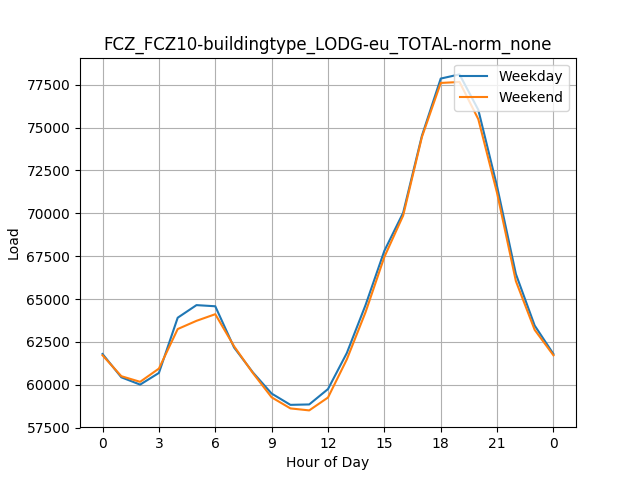 FCZ_FCZ10-buildingtype_LODG-eu_TOTAL-norm_none
Weekday
Weekend
77500
75000
72500
70000
67500
65000
62500
60000
57500
Load
0 3 6 9 12 15 18 21 0
Hour of Day